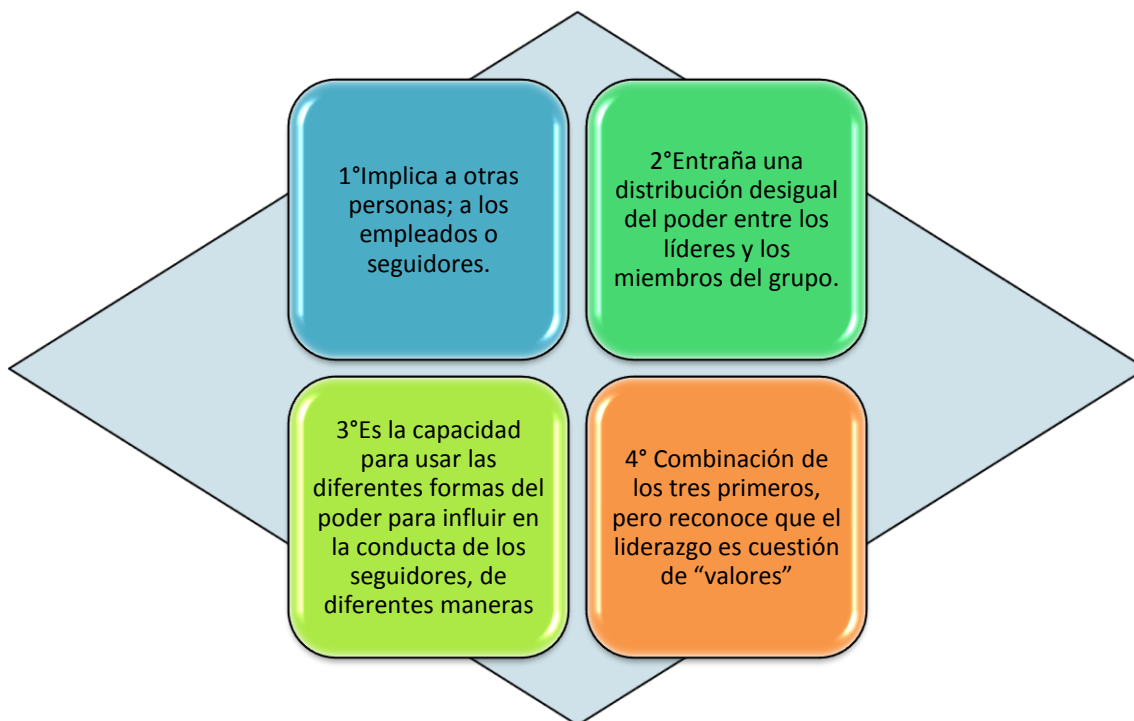 1°Implica a otras
personas; a los
empleados o
seguidores.
2°Entraña una
distribución desigual
del poder entre los
líderes y los
miembros del grupo.
3°Es la capacidad
para usar las
diferentes formas del
poder para influir en
la conducta de los
seguidores, de
diferentes maneras
4° Combinación de
los tres primeros,
pero reconoce que el
liderazgo es cuestión
de “valores”